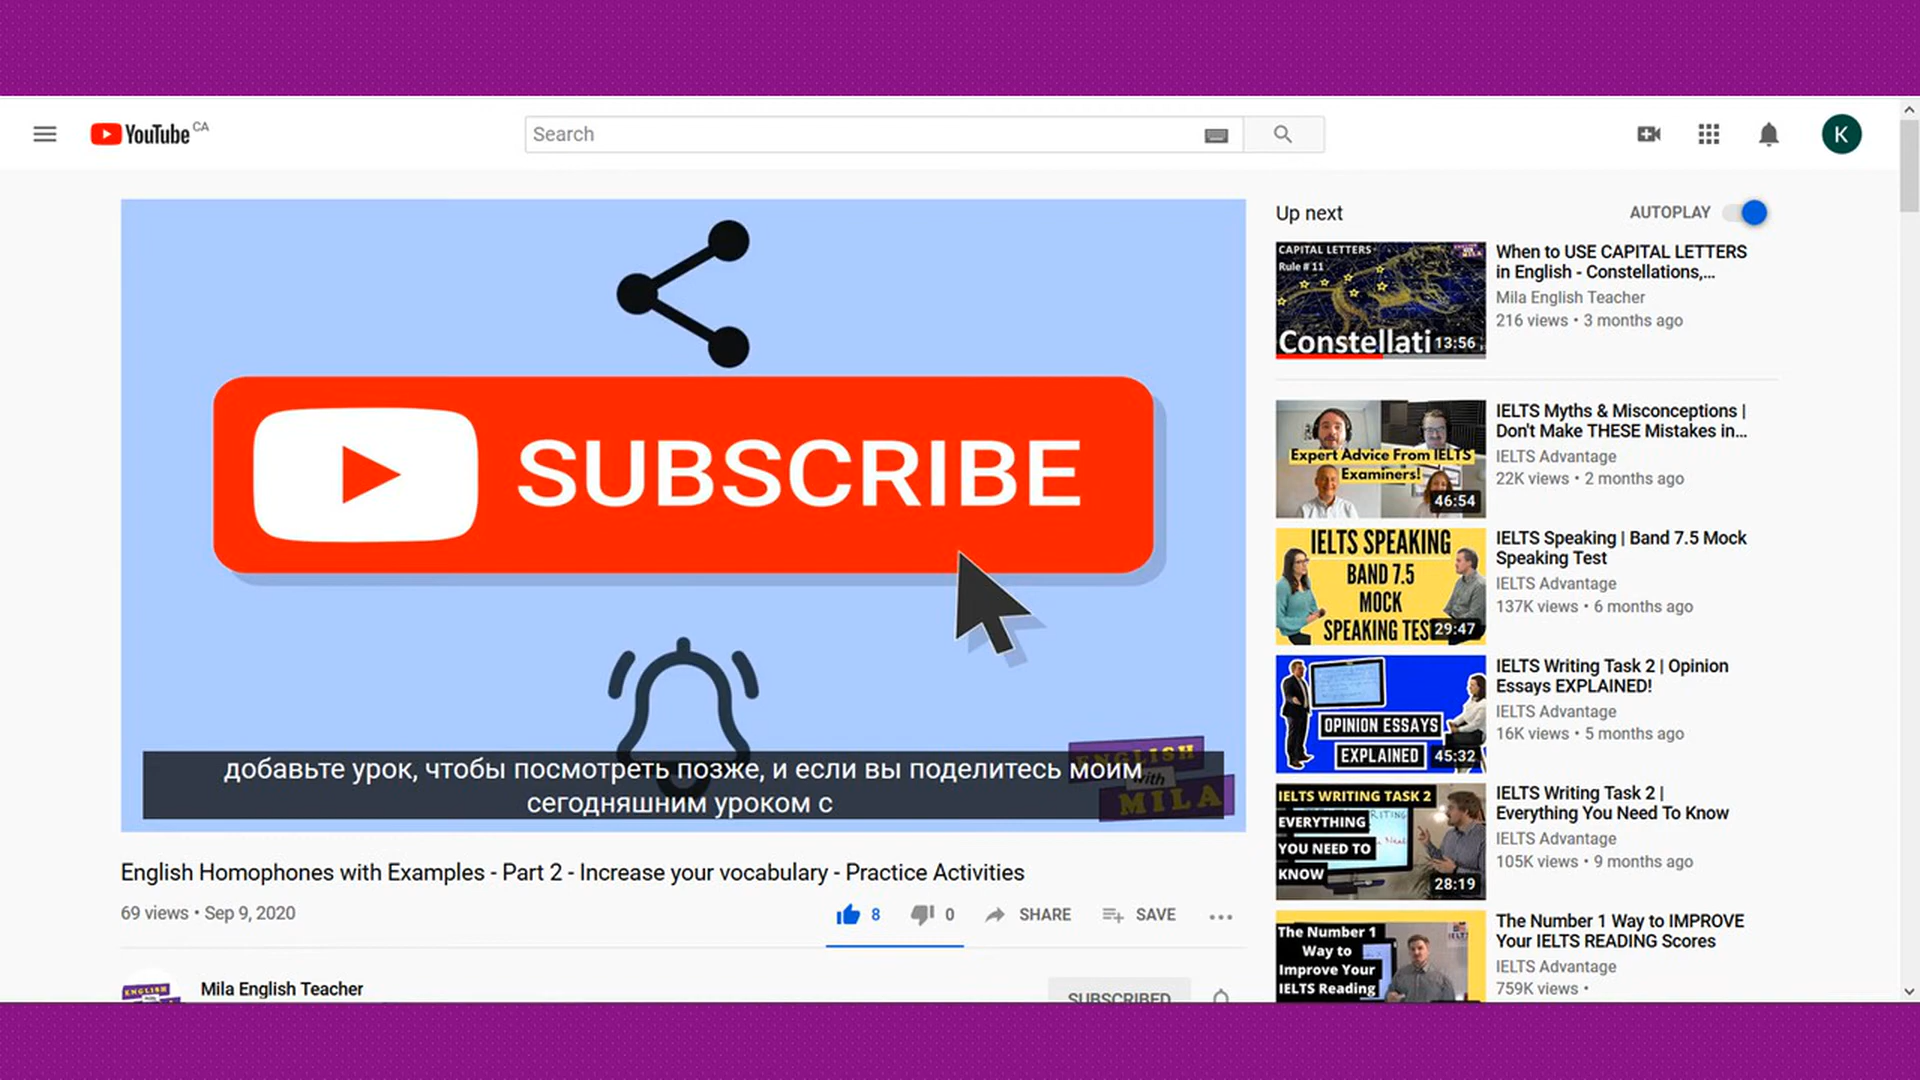 YouTube CA
Search
K
SUBSCRIBE
ENGLISH
with
MILA
добавьте урок, чтобы посмотреть позже, и если вы поделитесь моим
сегодняшним уроком с
English Homophones with Examples - Part 2 - Increase your vocabulary - Practice Activities
69 views • Sep 9, 2020
8
0
SHARE
SAVE
ENGLISH
Mila English Teacher
SUBSCRIBED
Up next
AUTOPLAY
CAPITAL LETTERS
Rule # 11
Constellati
13:56
When to USE CAPITAL LETTERS
in English - Constellations,...
Mila English Teacher
216 views • 3 months ago
Expert Advice From IELTS
Examiners!
46:54
IELTS Myths & Misconceptions |
Don't Make THESE Mistakes in...
IELTS Advantage
22K views • 2 months ago
IELTS SPEAKING
BAND 7.5
MOCK
SPEAKING TES
29:47
IELTS Speaking | Band 7.5 Mock
Speaking Test
IELTS Advantage
137K views • 6 months ago
OPINION ESSAYS
EXPLAINED
45:32
IELTS Writing Task 2 | Opinion
Essays EXPLAINED!
IELTS Advantage
16K views • 5 months ago
IELTS WRITING TASK 2
EVERYTHING
YOU NEED TO
KNOW
28:19
IELTS Writing Task 2 |
Everything You Need To Know
IELTS Advantage
105K views • 9 months ago
The Number 1
Way to
Improve Your
IELTS Reading
The Number 1 Way to IMPROVE
Your IELTS READING Scores
IELTS Advantage
759K views •